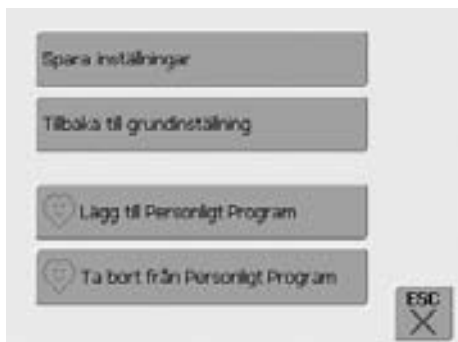 Spara inställningar
Tillbaka till grundinställning
Lägg till Personligt Program
Ta bort från Personligt Program
ESC